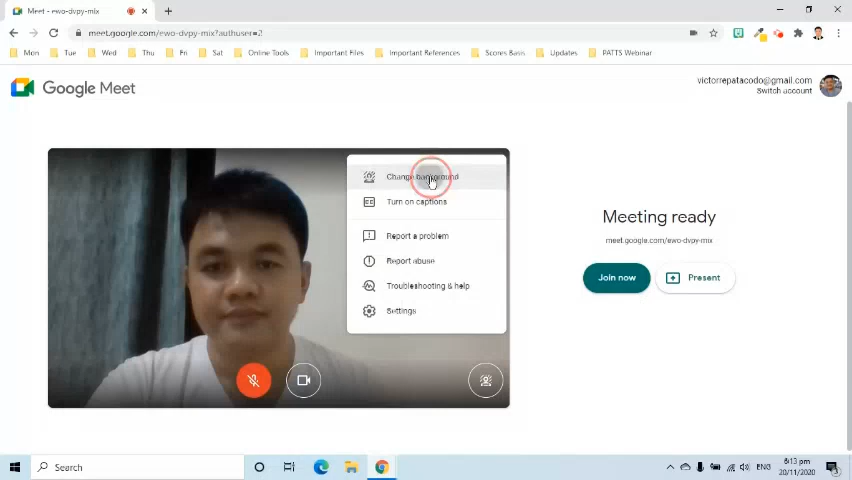 Meet - ewo-dvpy-mix
meet.google.com/ewo-dvpy-mix?authuser=2
Mon Tue Wed Thu Fri Sat Online Tools Important Files Important References Scores Basis Updates PATTS Webinar
Google Meet
victorrepatacodo@gmail.com
Switch account
Change background
Turn on captions
Report a problem
Report abuse
Troubleshooting & help
Settings
Meeting ready
meet.google.com/ewo-dvpy-mix
Join now Present
Search
ENG
6:13 pm
20/11/2020